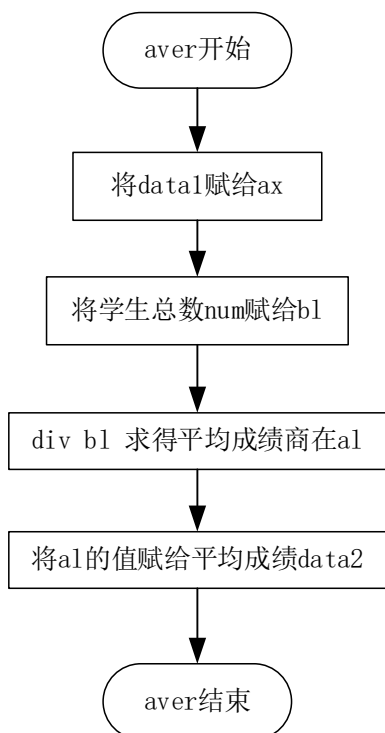 aver开始
将data1赋给ax
将学生总数num赋给bl
div bl 求得平均成绩商在al
将al的值赋给平均成绩data2
aver结束